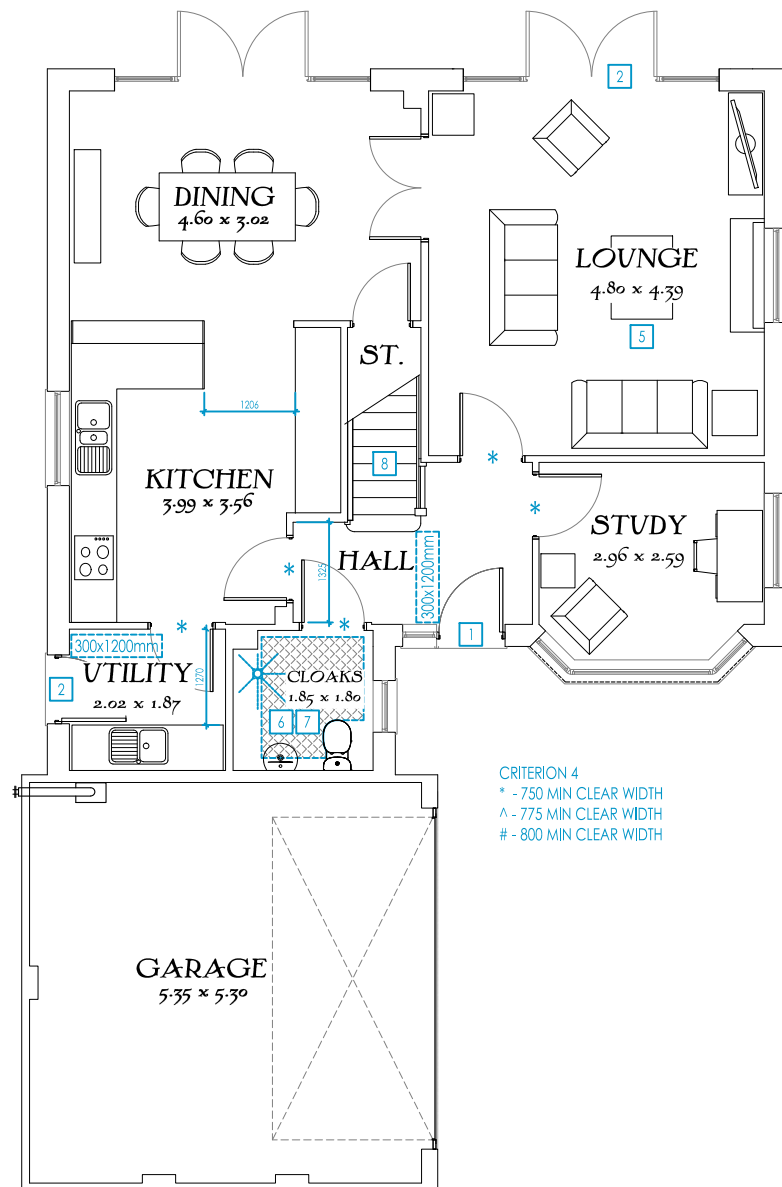 2
DINING
4.60 x 3.02
LOUNGE
4.80 x 4.39
5
ST.
1206
8
KITCHEN
3.99 x 3.56
*
*
STUDY
2.96 x 2.59
HALL
1325
300x1200mm
*
*
*
1
300x1200mm
UTILITY
2.02 x 1.87
1270
2
CLOAKS
1.85 x 1.80
6
7
CRITERION 4
* - 750 MIN CLEAR WIDTH
^ - 775 MIN CLEAR WIDTH
# - 800 MIN CLEAR WIDTH
GARAGE
5.35 x 5.30